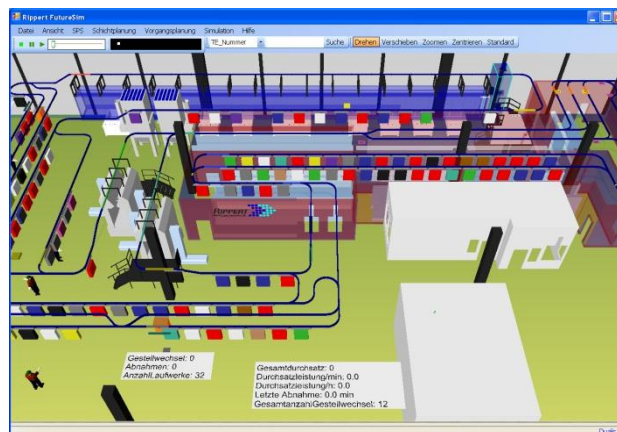 Rippert FutureSim
Datei Ansicht SPS Schichtplanung Vorgangsplanung Simulation Hilfe
TE_Nummer Suche Drehen Verschieben Zoomen Zentrieren Standard
RIPPERT
Gestellwechsel: 0
Abnahmen: 0
AnzahlLaufwerke: 32
Gesamtdurchsatz: 0
Durchsatzleistung/min: 0.0
Durchsatzleistung/h: 0.0
Letzte Abnahme: 0.0 min
GesamtanzahlGestellwechsel: 12